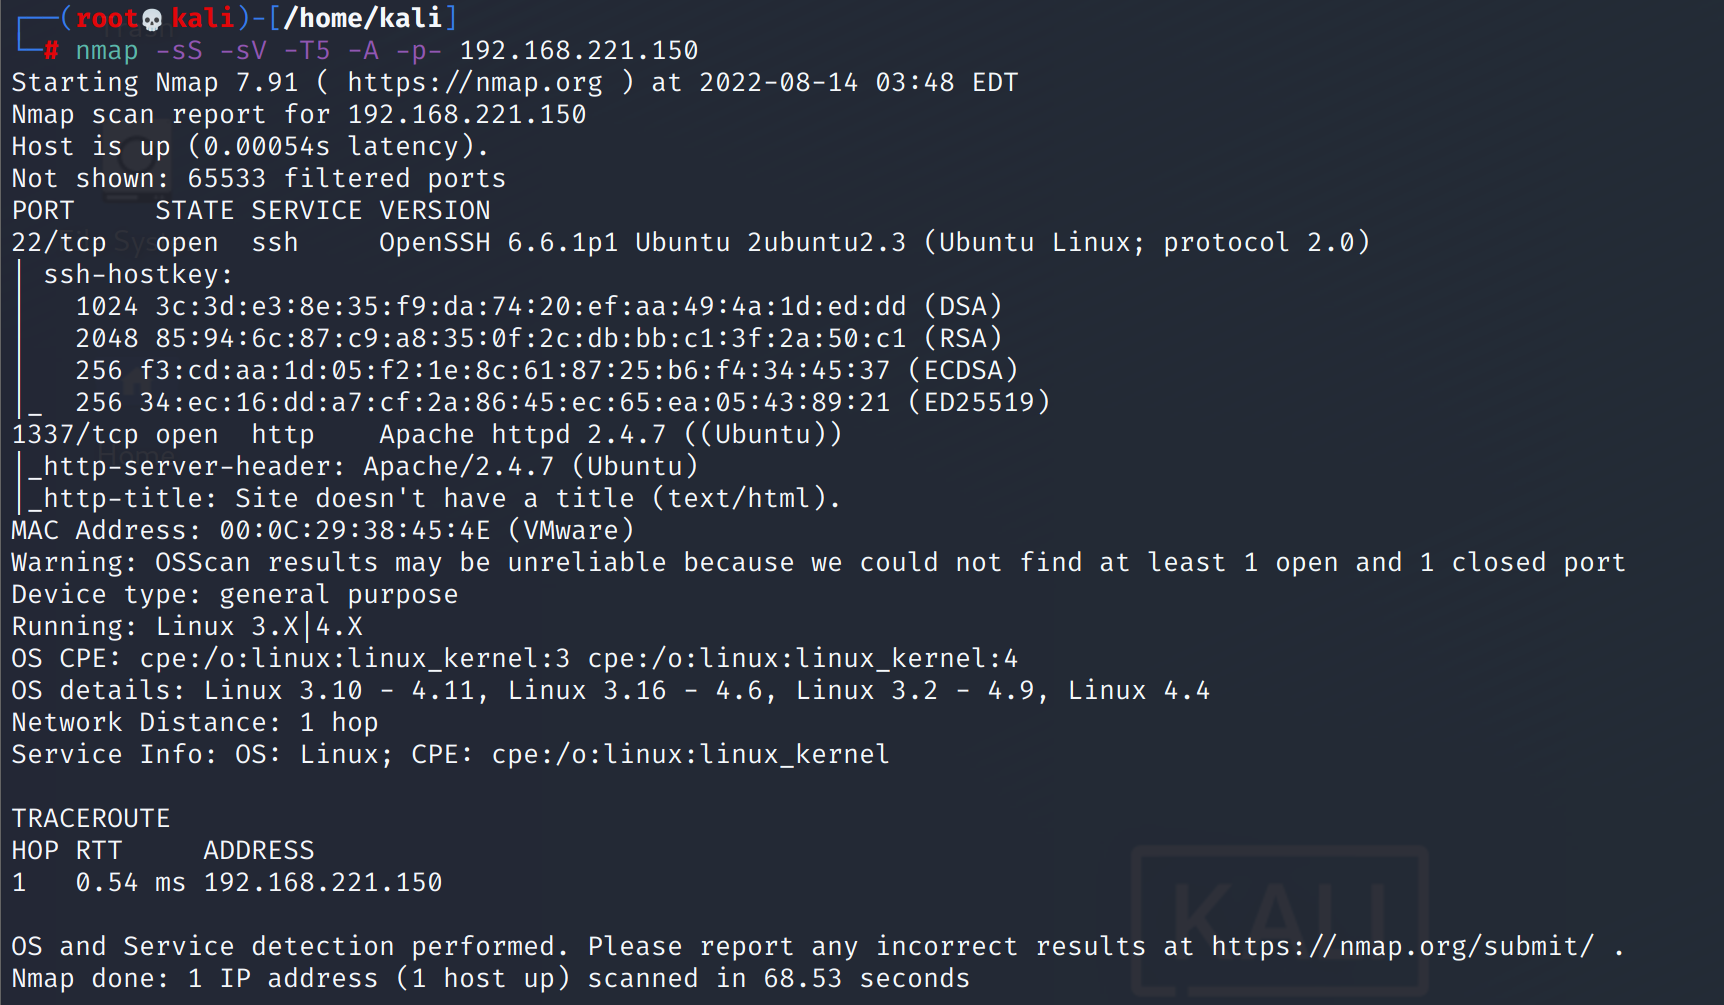 ┌──(root💀kali)-[/home/kali]
└─# nmap -sS -sV -T5 -A -p- 192.168.221.150
Starting Nmap 7.91 ( https://nmap.org ) at 2022-08-14 03:48 EDT
Nmap scan report for 192.168.221.150
Host is up (0.00054s latency).
Not shown: 65533 filtered ports
PORT     STATE SERVICE VERSION
22/tcp   open  ssh     OpenSSH 6.6.1p1 Ubuntu 2ubuntu2.3 (Ubuntu Linux; protocol 2.0)
| ssh-hostkey:
|   1024 3c:3d:e3:8e:35:f9:da:74:20:ef:aa:49:4a:1d:ed:dd (DSA)
|   2048 85:94:6c:87:c9:a8:35:0f:2c:db:bb:c1:3f:2a:50:c1 (RSA)
|   256 f3:cd:aa:1d:05:f2:1e:8c:61:87:25:b6:f4:34:45:37 (ECDSA)
|_  256 34:ec:16:dd:a7:cf:2a:86:45:ec:65:ea:05:43:89:21 (ED25519)
1337/tcp open  http    Apache httpd 2.4.7 ((Ubuntu))
|_http-server-header: Apache/2.4.7 (Ubuntu)
|_http-title: Site doesn't have a title (text/html).
MAC Address: 00:0C:29:38:45:4E (VMware)
Warning: OSScan results may be unreliable because we could not find at least 1 open and 1 closed port
Device type: general purpose
Running: Linux 3.X|4.X
OS CPE: cpe:/o:linux:linux_kernel:3 cpe:/o:linux:linux_kernel:4
OS details: Linux 3.10 - 4.11, Linux 3.16 - 4.6, Linux 3.2 - 4.9, Linux 4.4
Network Distance: 1 hop
Service Info: OS: Linux; CPE: cpe:/o:linux:linux_kernel

TRACEROUTE
HOP RTT     ADDRESS
1   0.54 ms 192.168.221.150

OS and Service detection performed. Please report any incorrect results at https://nmap.org/submit/ .
Nmap done: 1 IP address (1 host up) scanned in 68.53 seconds
Trash
File Sys
Home
KALI